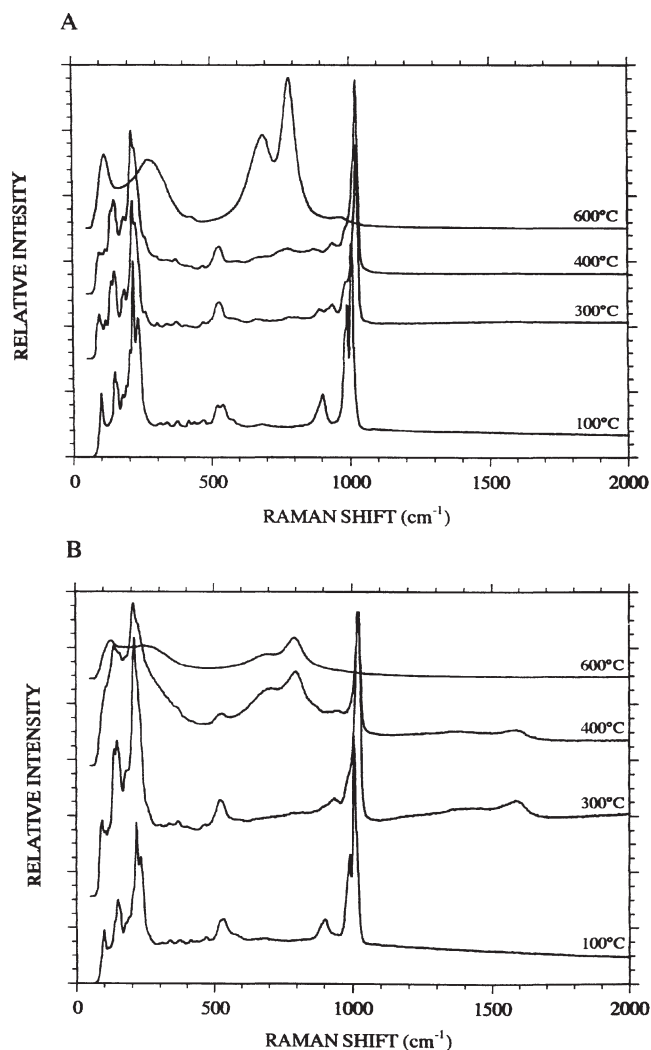 A
RELATIVE INTESITY
600°C
400°C
300°C
100°C
0 500 1000 1500 2000
RAMAN SHIFT (cm-1)
B
RELATIVE INTENSITY
600°C
400°C
300°C
100°C
0 500 1000 1500 2000
RAMAN SHIFT (cm-1)